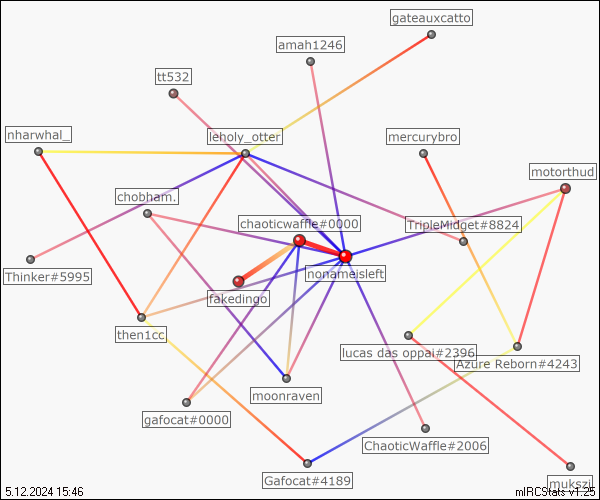 gateauxcatto
amah1246
tt532
nharwhal_
leholy_otter
mercurybro
motorthud
chobham.
chaoticwaffle#0000
TripleMidget#8824
Thinker#5995
nonameisleft
fakedingo
then1cc
lucas das oppai#2396
Azure Reborn#4243
moonraven
gafocat#0000
ChaoticWaffle#2006
Gafocat#4189
mukszi
5.12.2024 15:46
mIRCStats v1.25